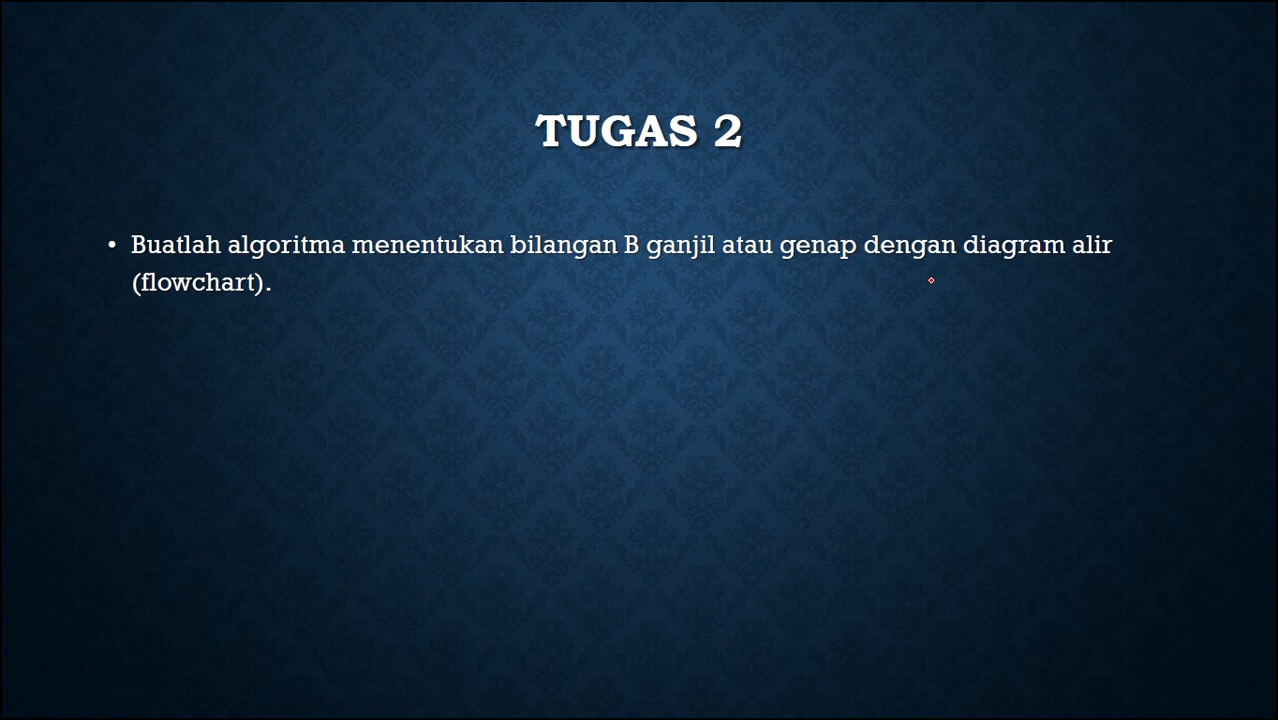 TUGAS 2
• Buatlah algoritma menentukan bilangan B ganjil atau genap dengan diagram alir
(flowchart).